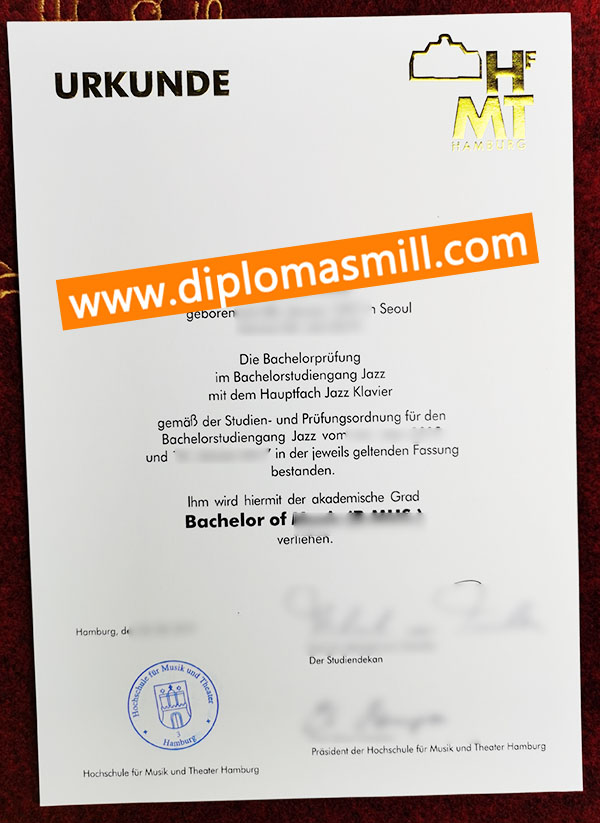 URKUNDE
HF
MT
HAMBURG
www.diplomasmill.com
geboren Seoul
Die Bachelorprüfung
im Bachelorstudiengang Jazz
mit dem Hauptfach Jazz Klavier
gemäß der Studien- und Prüfungsordnung für den
Bachelorstudiengang Jazz vom
und in der jeweils geltenden Fassung
bestanden.
Ihm wird hiermit der akademische Grad
Bachelor of
verliehen.
Hamburg,
Der Studiendekan
Hochschule für Musik und Theater
3
Hamburg
Präsident der Hochschule für Musik und Theater Hamburg
Hochschule für Musik und Theater Hamburg